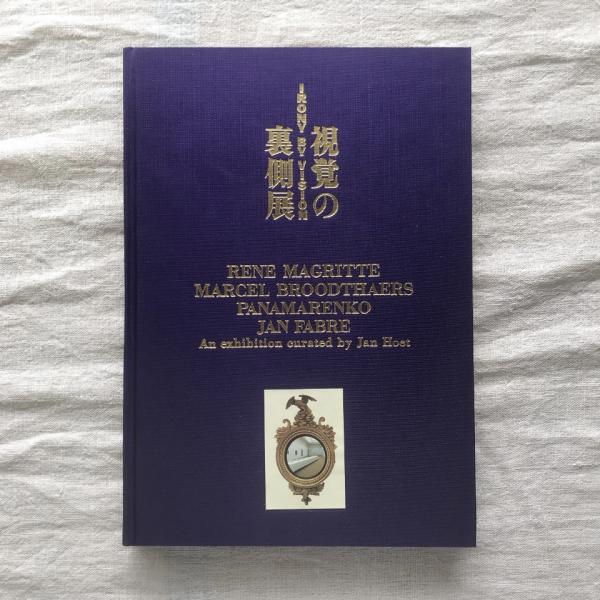 視覚の
IRONY BY VISION
裏側展
RENE MAGRITTE
MARCEL BROODTHAERS
PANAMARENKO
JAN FABRE
An exhibition curated by Jan Hoet